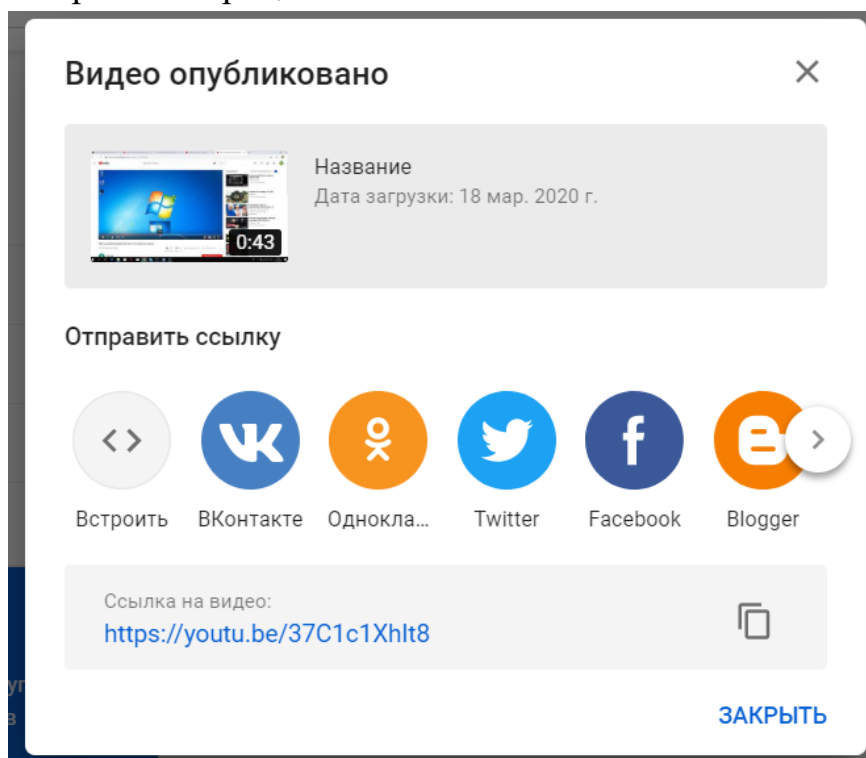 Видео опубликовано
Название
Дата загрузки: 18 мар. 2020 г.
0:43
Отправить ссылку
Встроить ВКонтакте Однокла... Twitter Facebook Blogger
Ссылка на видео:
https://youtu.be/37C1c1XhIt8
ЗАКРЫТЬ